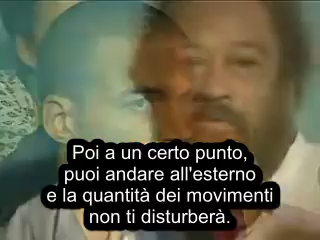 Poi a un certo punto,
puoi andare all'esterno
e la quantità dei movimenti
non ti disturberà.